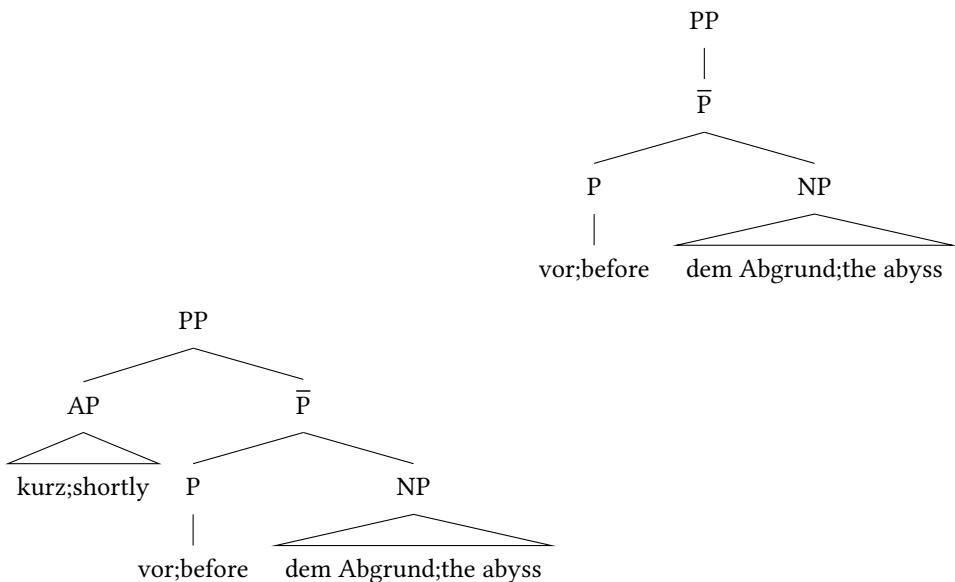 PP
P̅
P NP
vor;before dem Abgrund;the abyss
PP
AP P̅
kurz;shortly P NP
vor;before dem Abgrund;the abyss